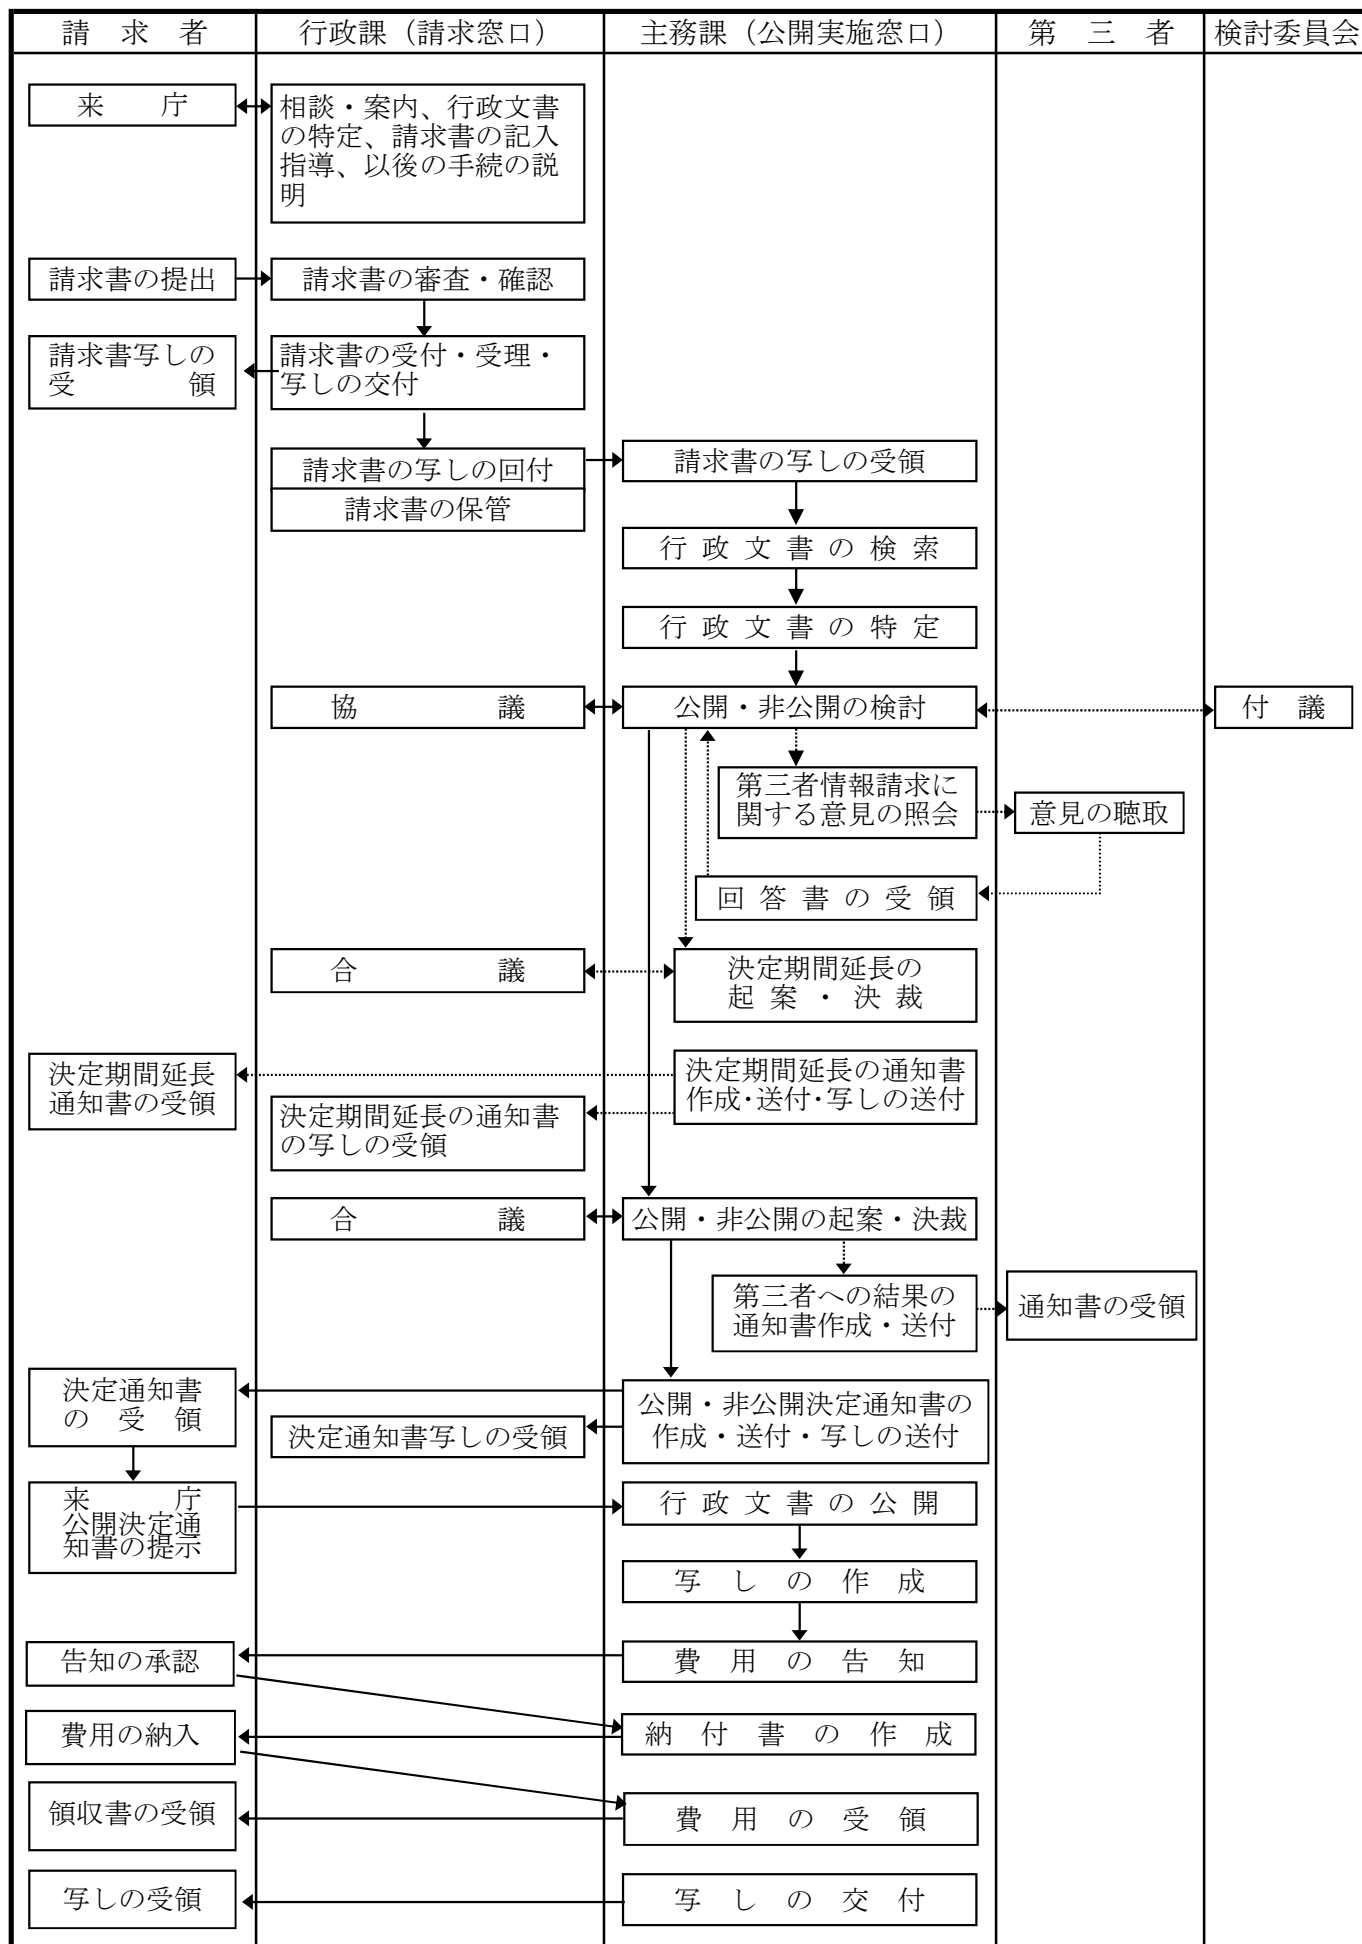 請求者
行政課（請求窓口）
主務課（公開実施窓口）
第三者
検討委員会
来庁
相談・案内、行政文書
の特定、請求書の記入
指導、以後の手続の説
明
請求書の提出
請求書の審査・確認
請求書写しの
受領
請求書の受付・受理・
写しの交付
請求書の写しの回付
請求書の保管
請求書の写しの受領
行政文書の検索
行政文書の特定
協議
公開・非公開の検討
付議
第三者情報請求に
関する意見の照会
意見の聴取
回答書の受領
合議
決定期間延長の
起案・決裁
決定期間延長
通知書の受領
決定期間延長の通知書
作成・送付・写しの送付
決定期間延長の通知書
の写しの受領
合議
公開・非公開の起案・決裁
第三者への結果の
通知書作成・送付
通知書の受領
決定通知書
の受領
決定通知書写しの受領
公開・非公開決定通知書の
作成・送付・写しの送付
来庁
公開決定通
知書の提示
行政文書の公開
写しの作成
告知の承認
費用の告知
費用の納入
納付書の作成
領収書の受領
費用の受領
写しの受領
写しの交付